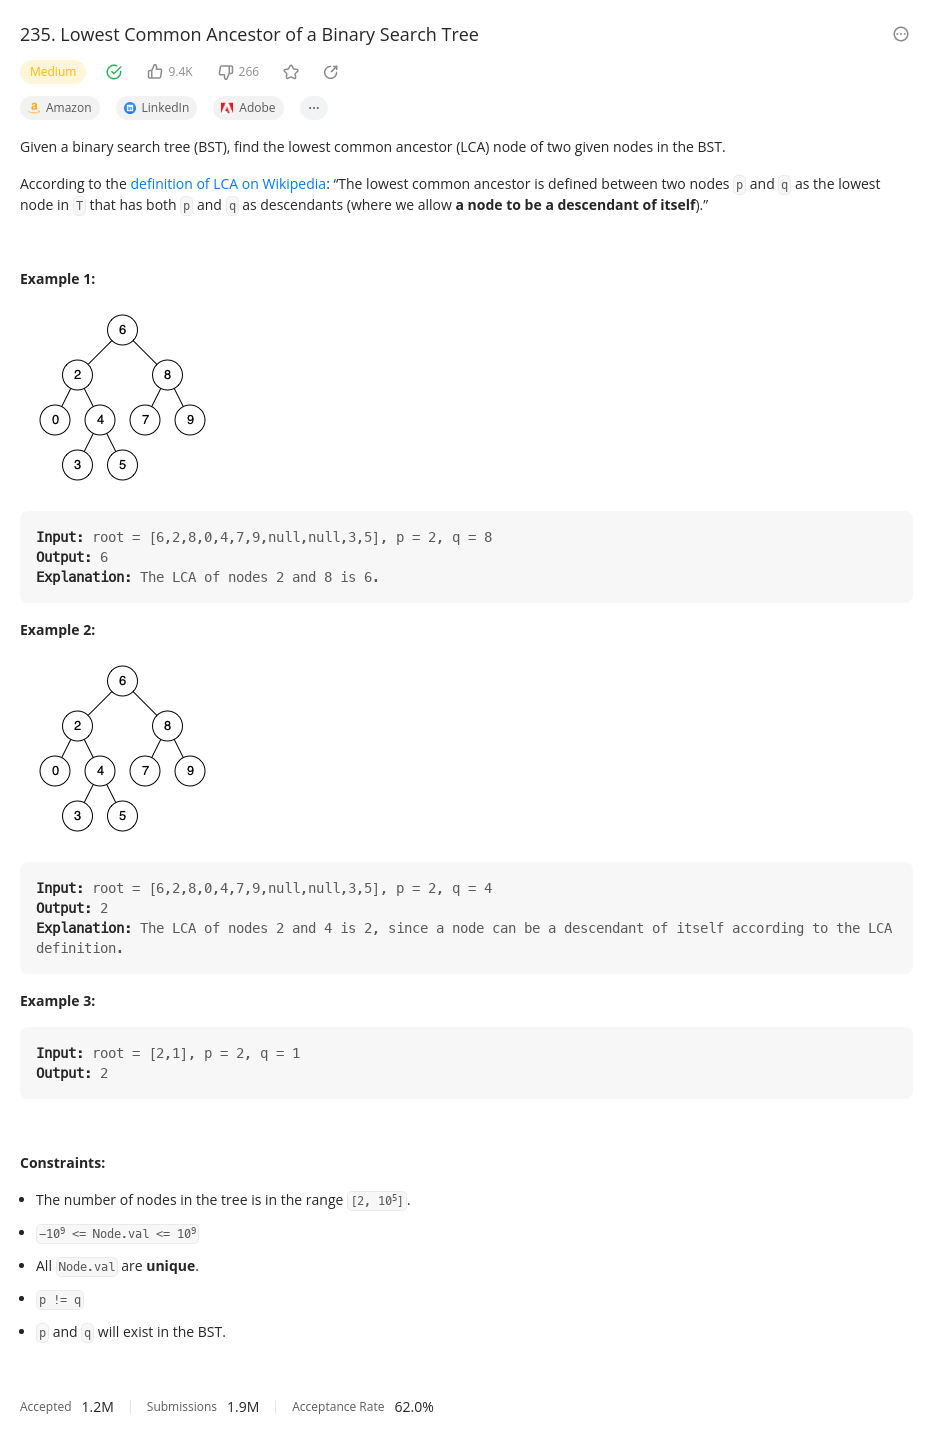 235. Lowest Common Ancestor of a Binary Search Tree
Medium 9.4K 266
Amazon LinkedIn Adobe ...
Given a binary search tree (BST), find the lowest common ancestor (LCA) node of two given nodes in the BST.
According to the definition of LCA on Wikipedia: “The lowest common ancestor is defined between two nodes p and q as the lowest
node in T that has both p and q as descendants (where we allow a node to be a descendant of itself).”
Example 1:
6
2 8
0 4 7 9
3 5
Input: root = [6,2,8,0,4,7,9,null,null,3,5], p = 2, q = 8
Output: 6
Explanation: The LCA of nodes 2 and 8 is 6.
Example 2:
6
2 8
0 4 7 9
3 5
Input: root = [6,2,8,0,4,7,9,null,null,3,5], p = 2, q = 4
Output: 2
Explanation: The LCA of nodes 2 and 4 is 2, since a node can be a descendant of itself according to the LCA
definition.
Example 3:
Input: root = [2,1], p = 2, q = 1
Output: 2
Constraints:
• The number of nodes in the tree is in the range [2, 10⁵].
• −10⁹ <= Node.val <= 10⁹
• All Node.val are unique.
• p != q
• p and q will exist in the BST.
Accepted 1.2M Submissions 1.9M Acceptance Rate 62.0%